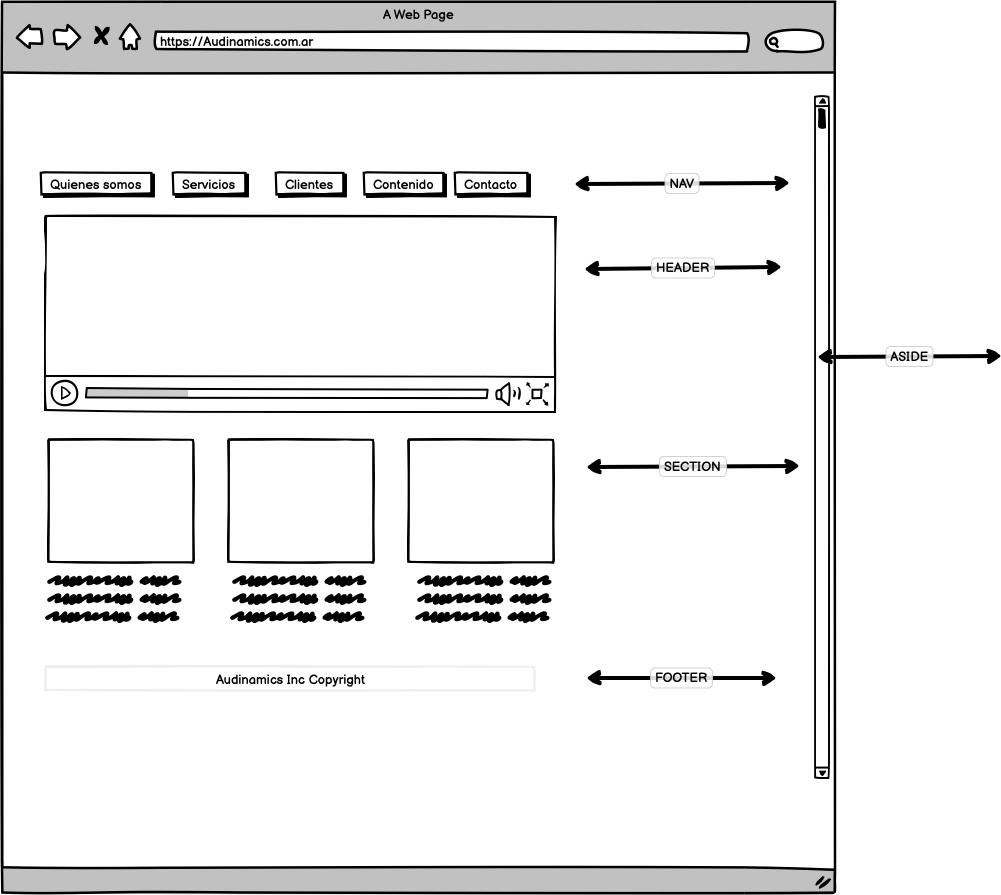 A Web Page
https://Audinamics.com.ar
Quienes somos Servicios Clientes Contenido Contacto NAV
HEADER
ASIDE
SECTION
Audinamics Inc Copyright FOOTER